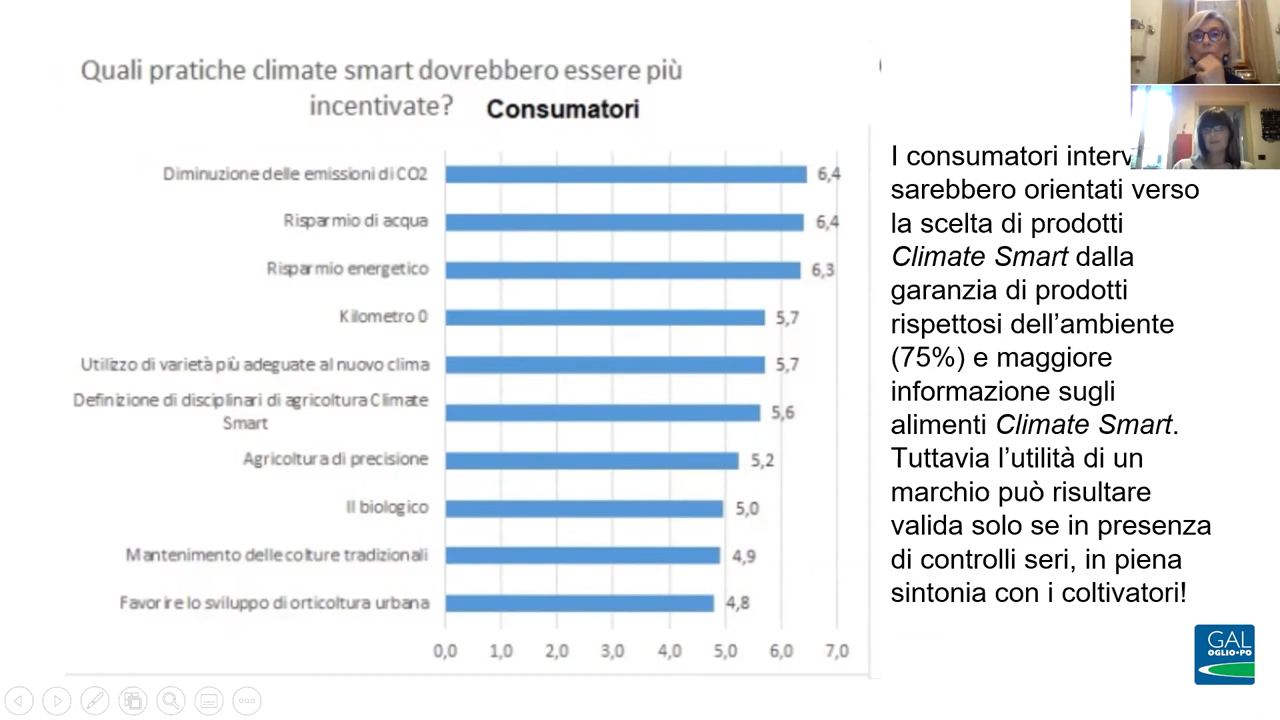 Quali pratiche climate smart dovrebbero essere più
incentivate? Consumatori
Diminuzione delle emissioni di CO2 6,4
Risparmio di acqua 6,4
Risparmio energetico 6,3
Kilometro 0 5,7
Utilizzo di varietà più adeguate al nuovo clima 5,7
Definizione di disciplinari di agricoltura Climate
Smart 5,6
Agricoltura di precisione 5,2
Il biologico 5,0
Mantenimento delle colture tradizionali 4,9
Favorire lo sviluppo di orticoltura urbana 4,8
0,0 1,0 2,0 3,0 4,0 5,0 6,0 7,0
I consumatori
sarebbero orientati verso
la scelta di prodotti
Climate Smart dalla
garanzia di prodotti
rispettosi dell’ambiente
(75%) e maggiore
informazione sugli
alimenti Climate Smart.
Tuttavia l’utilità di un
marchio può risultare
valida solo se in presenza
di controlli seri, in piena
sintonia con i coltivatori!
GAL
OGLIO•PO